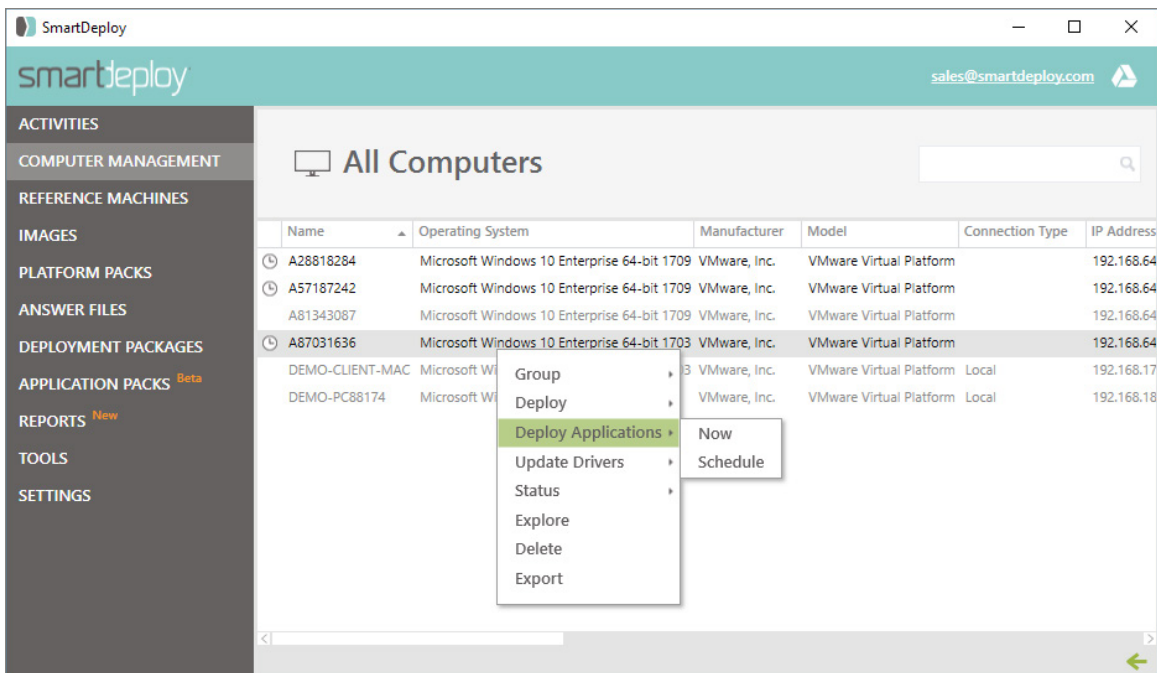 SmartDeploy
smartdeploy
sales@smartdeploy.com
ACTIVITIES
COMPUTER MANAGEMENT
REFERENCE MACHINES
IMAGES
PLATFORM PACKS
ANSWER FILES
DEPLOYMENT PACKAGES
APPLICATION PACKS Beta
REPORTS New
TOOLS
SETTINGS
All Computers
Name Operating System Manufacturer Model Connection Type IP Address
A28818284 Microsoft Windows 10 Enterprise 64-bit 1709 VMware, Inc. VMware Virtual Platform 192.168.64
A57187242 Microsoft Windows 10 Enterprise 64-bit 1709 VMware, Inc. VMware Virtual Platform 192.168.64
A81343087 Microsoft Windows 10 Enterprise 64-bit 1709 VMware, Inc. VMware Virtual Platform 192.168.64
A87031636 Microsoft Windows 10 Enterprise 64-bit 1703 VMware, Inc. VMware Virtual Platform 192.168.64
DEMO-CLIENT-MAC Microsoft Wi 3 VMware, Inc. VMware Virtual Platform Local 192.168.17
DEMO-PC88174 Microsoft Wi VMware, Inc. VMware Virtual Platform Local 192.168.18
Group
Deploy
Deploy Applications
Update Drivers
Status
Explore
Delete
Export
Now
Schedule